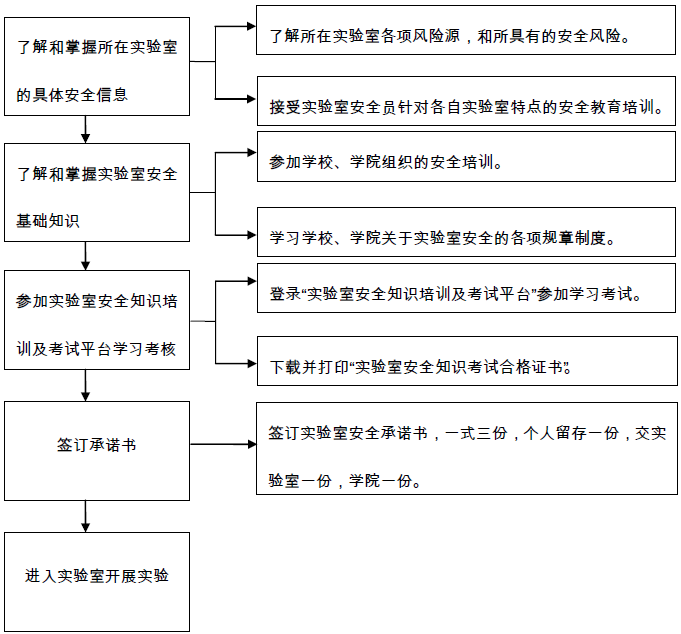 了解和掌握所在实验室
的具体安全信息
了解所在实验室各项风险源，和所具有的安全风险。
接受实验室安全员针对各自实验室特点的安全教育培训。
了解和掌握实验室安全
基础知识
参加学校、学院组织的安全培训。
学习学校、学院关于实验室安全的各项规章制度。
参加实验室安全知识培
训及考试平台学习考核
登录“实验室安全知识培训及考试平台”参加学习考试。
下载并打印“实验室安全知识考试合格证书”。
签订承诺书
签订实验室安全承诺书，一式三份，个人留存一份，交实
验室一份，学院一份。
进入实验室开展实验